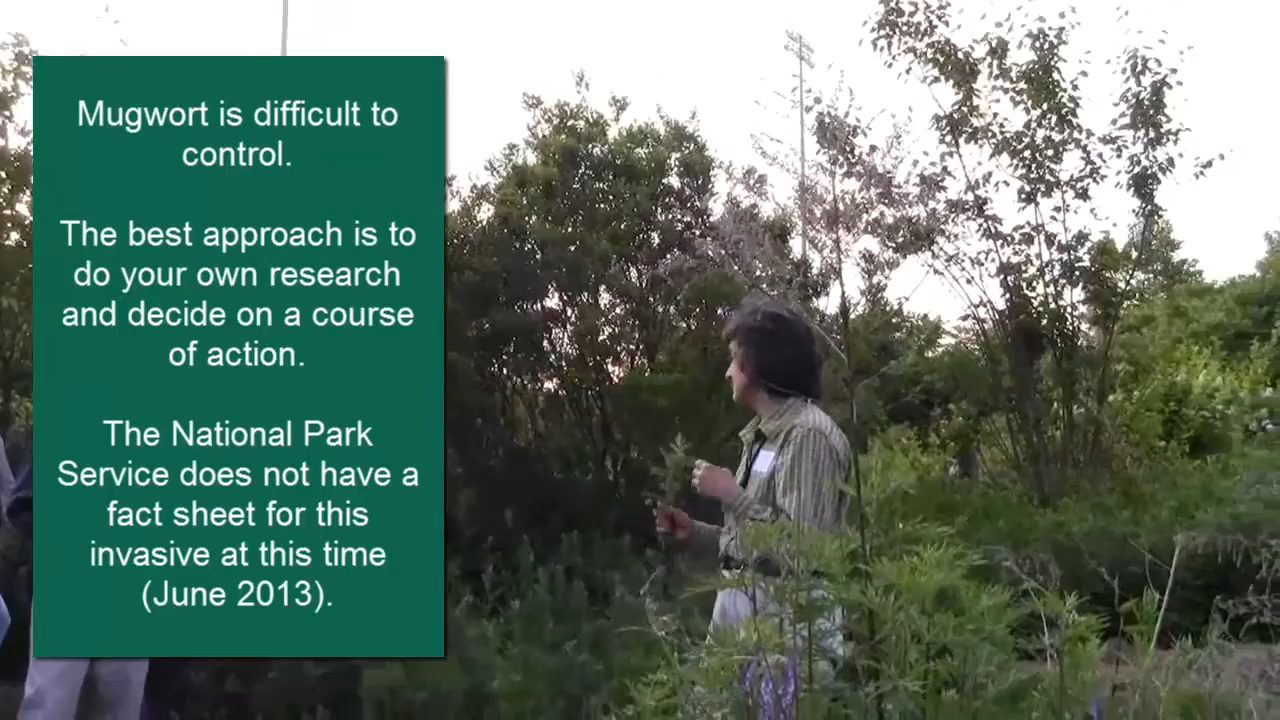 Mugwort is difficult to
control.
The best approach is to
do your own research
and decide on a course
of action.
The National Park
Service does not have a
fact sheet for this
invasive at this time
(June 2013).